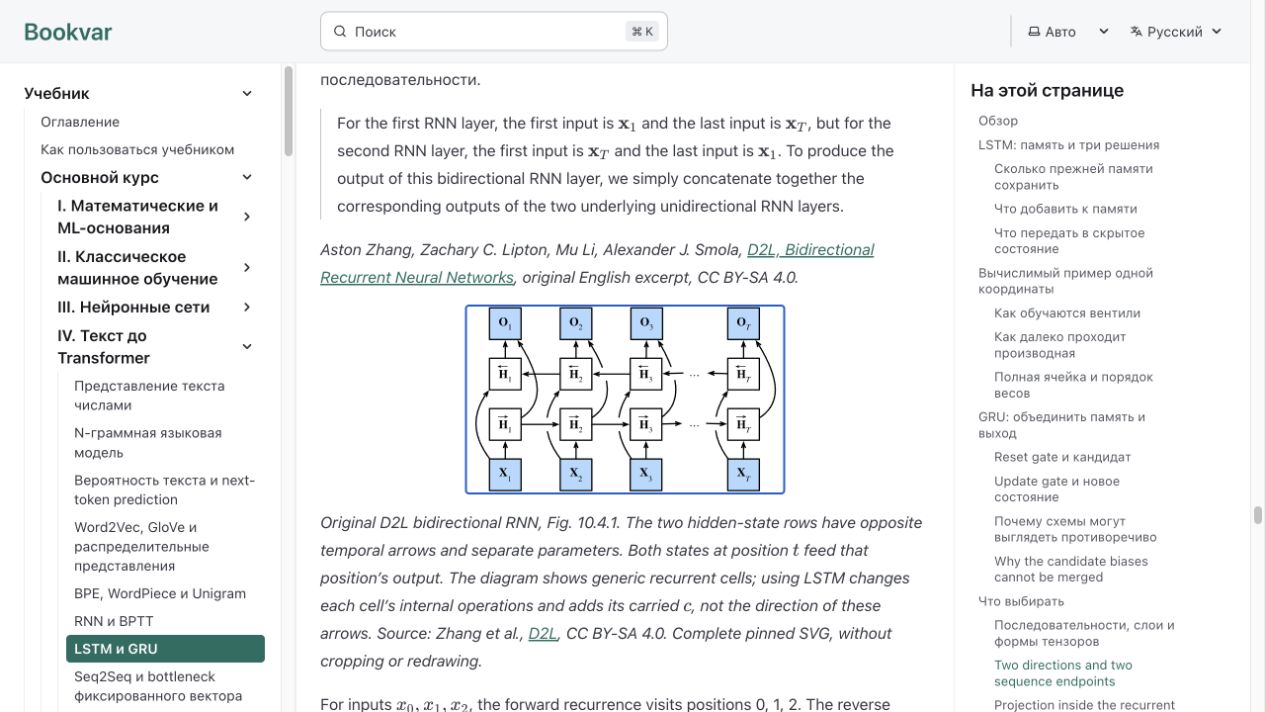 Bookvar
Поиск
⌘ K
Авто
Русский
Учебник
Оглавление
Как пользоваться учебником
Основной курс
I. Математические и
ML-основания
II. Классическое
машинное обучение
III. Нейронные сети
IV. Текст до
Transformer
Представление текста
числами
N-граммная языковая
модель
Вероятность текста и next-
token prediction
Word2Vec, GloVe и
распределительные
представления
BPE, WordPiece и Unigram
RNN и BPTT
LSTM и GRU
Seq2Seq и bottleneck
фиксированного вектора
последовательности.
For the first RNN layer, the first input is x₁ and the last input is x_T, but for the
second RNN layer, the first input is x_T and the last input is x₁. To produce the
output of this bidirectional RNN layer, we simply concatenate together the
corresponding outputs of the two underlying unidirectional RNN layers.
Aston Zhang, Zachary C. Lipton, Mu Li, Alexander J. Smola, D2L, Bidirectional
Recurrent Neural Networks, original English excerpt, CC BY-SA 4.0.
O₁ O₂ O₃ O_T
H₁ H₂ H₃ ... H_T
H₁ H₂ H₃ ... H_T
X₁ X₂ X₃ X_T
Original D2L bidirectional RNN, Fig. 10.4.1. The two hidden-state rows have opposite
temporal arrows and separate parameters. Both states at position t feed that
position's output. The diagram shows generic recurrent cells; using LSTM changes
each cell's internal operations and adds its carried c, not the direction of these
arrows. Source: Zhang et al., D2L, CC BY-SA 4.0. Complete pinned SVG, without
cropping or redrawing.
For inputs x₀, x₁, x₂, the forward recurrence visits positions 0, 1, 2. The reverse
На этой странице
Обзор
LSTM: память и три решения
Сколько прежней памяти
сохранить
Что добавить к памяти
Что передать в скрытое
состояние
Вычислимый пример одной
координаты
Как обучаются вентили
Как далеко проходит
производная
Полная ячейка и порядок
весов
GRU: объединить память и
выход
Reset gate и кандидат
Update gate и новое
состояние
Почему схемы могут
выглядеть противоречиво
Why the candidate biases
cannot be merged
Что выбирать
Последовательности, слои и
формы тензоров
Two directions and two
sequence endpoints
Projection inside the recurrent